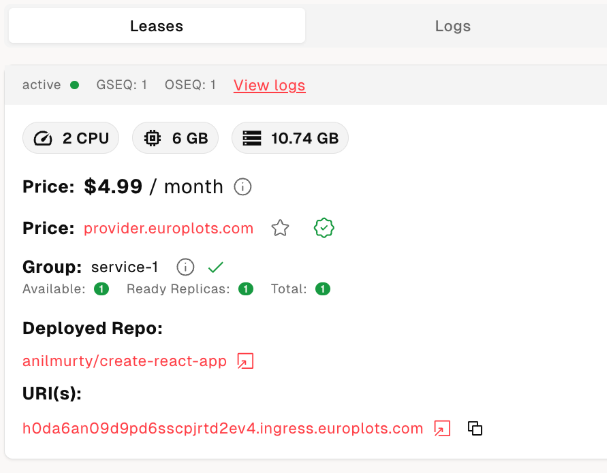 Leases Logs
active GSEQ: 1 OSEQ: 1 View logs
2 CPU 6 GB 10.74 GB
Price: $4.99 / month
Price: provider.europlots.com
Group: service-1
Available: 1 Ready Replicas: 1 Total: 1
Deployed Repo:
anilmurty/create-react-app
URI(s):
h0da6an09d9pd6sscpjrtd2ev4.ingress.europlots.com